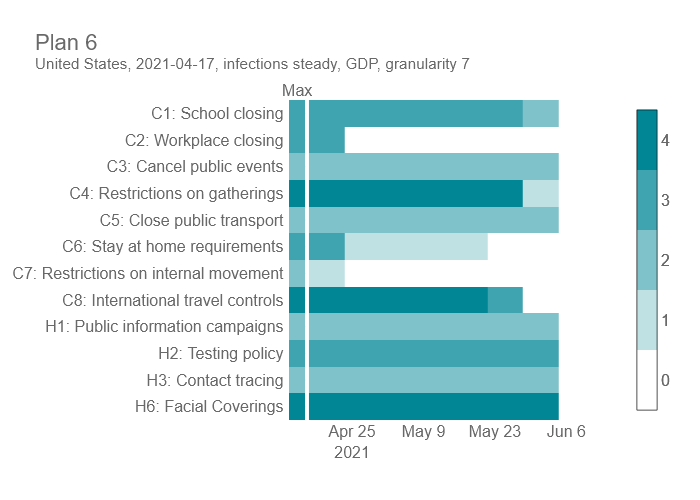 Plan 6
United States, 2021-04-17, infections steady, GDP, granularity 7
Max
C1: School closing
C2: Workplace closing
C3: Cancel public events
C4: Restrictions on gatherings
C5: Close public transport
C6: Stay at home requirements
C7: Restrictions on internal movement
C8: International travel controls
H1: Public information campaigns
H2: Testing policy
H3: Contact tracing
H6: Facial Coverings
Apr 25 May 9 May 23 Jun 6
2021
4
3
2
1
0